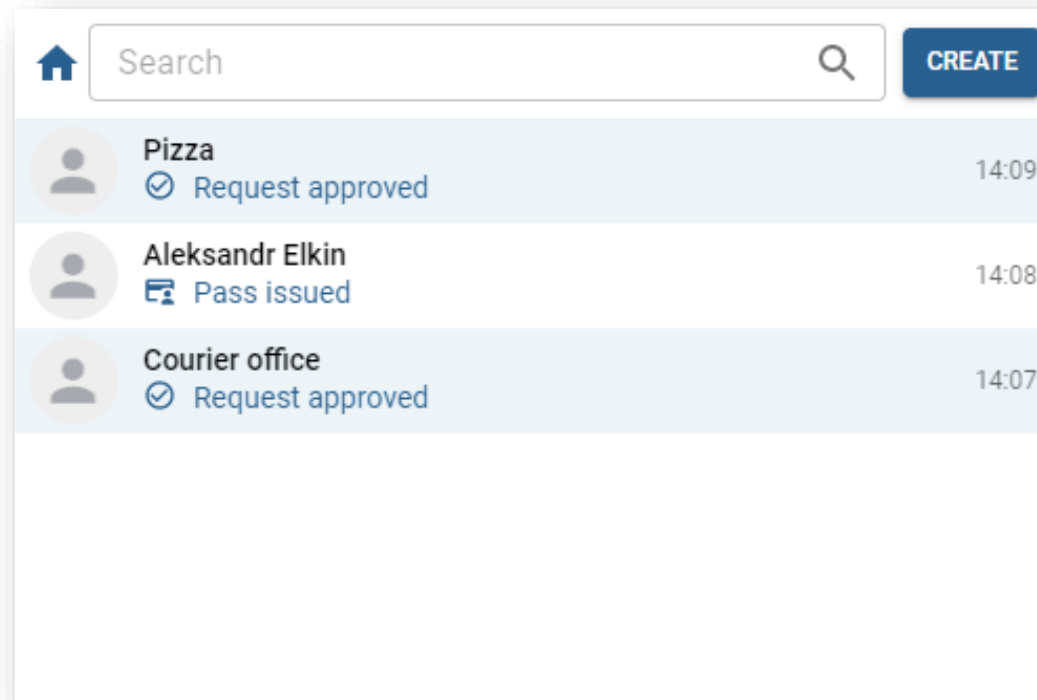 Search
CREATE
Pizza
Request approved
14:09
Aleksandr Elkin
Pass issued
14:08
Courier office
Request approved
14:07